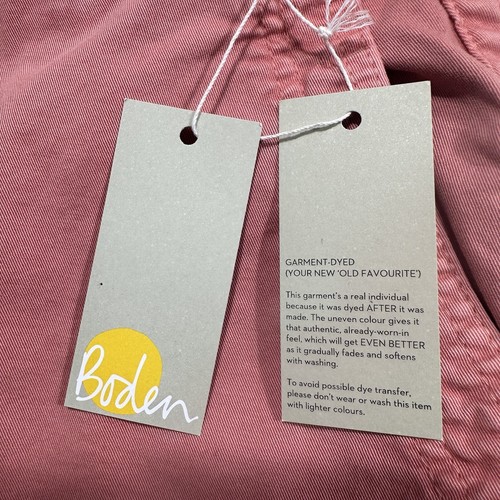 Boden
GARMENT-DYED
(YOUR NEW 'OLD FAVOURITE')
This garment's a real individual
because it was dyed AFTER it was
made. The uneven colour gives it
that authentic, already-worn-in
feel, which will get EVEN BETTER
as it gradually fades and softens
with washing.
To avoid possible dye transfer,
please don't wear or wash this item
with lighter colours.